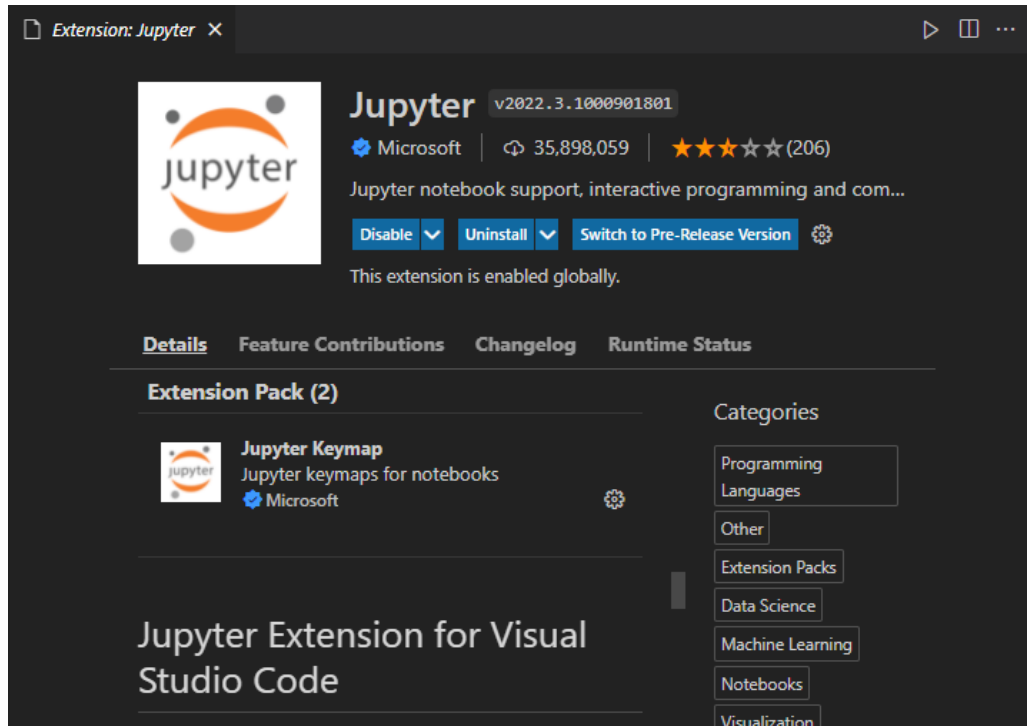 Extension: Jupyter
jupyter
Jupyter v2022.3.1000901801
Microsoft 35,898,059 (206)
Jupyter notebook support, interactive programming and com...
Disable Uninstall Switch to Pre-Release Version
This extension is enabled globally.
Details Feature Contributions Changelog Runtime Status
Extension Pack (2)
jupyter
Jupyter Keymap
Jupyter keymaps for notebooks
Microsoft
Jupyter Extension for Visual
Studio Code
Categories
Programming
Languages
Other
Extension Packs
Data Science
Machine Learning
Notebooks
Visualization